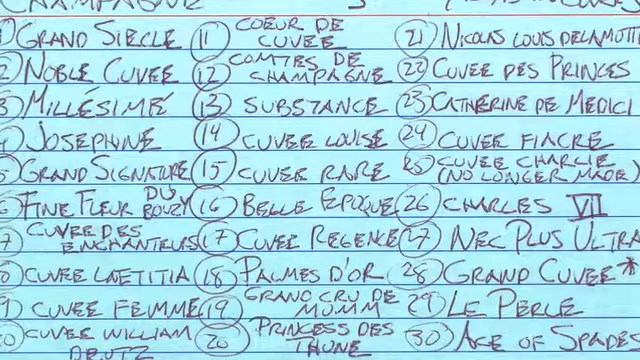 CHAMPAGNE
1 GRAND SIECLE
2 NOBLE CUVEE
3 MILLÉSIMÉ
4 JOSEPHINE
5 GRAND SIGNATURE
6 FINE FLEUR DU BOUZY
7 CUVEE DES ENCHANTEURS
8 CUVEE LAETITIA
9 CUVEE FEMME
10 CUVEE WILLIAM DEUTZ
11 COEUR DE CUVEE
12 COMTES DE CHAMPAGNE
13 SUBSTANCE
14 CUVEE LOUISE
15 CUVEE RARE
16 BELLE EPOQUE
17 CUVEE REGENCE
18 PALMES D'OR
19 GRAND CRU DE MUMM
20 PRINCESS DES THUNE
21 NICOLAS LOUIS DELAMOTTE
22 CUVEE DES PRINCES
23 CATHERINE DE MEDICI
24 CUVEE FIACRE
25 CUVEE CHARLIE (NO LONGER MADE)
26 CHARLES VII
27 NEC PLUS ULTRA
28 GRAND CUVEE*
29 LE PERLE
30 ACE OF SPADES